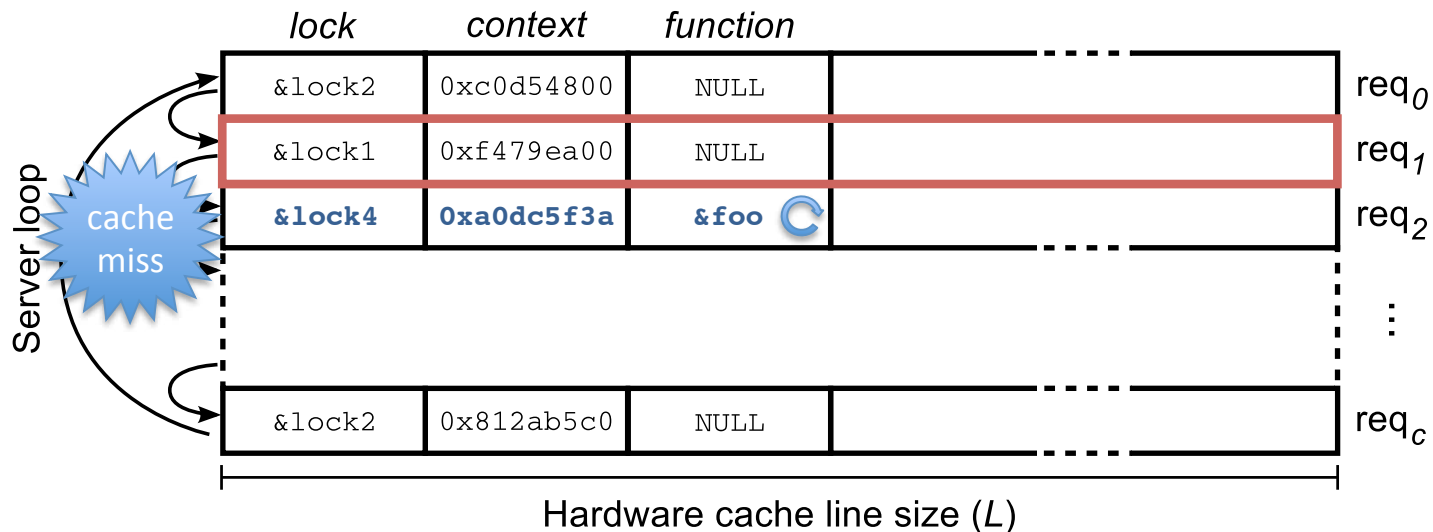 lock context function
&lock2 0xc0d54800 NULL req0
&lock1 0xf479ea00 NULL req1
&lock4 0xa0dc5f3a &foo req2
cache
miss
Server loop
...
&lock2 0x812ab5c0 NULL reqc
Hardware cache line size (L)